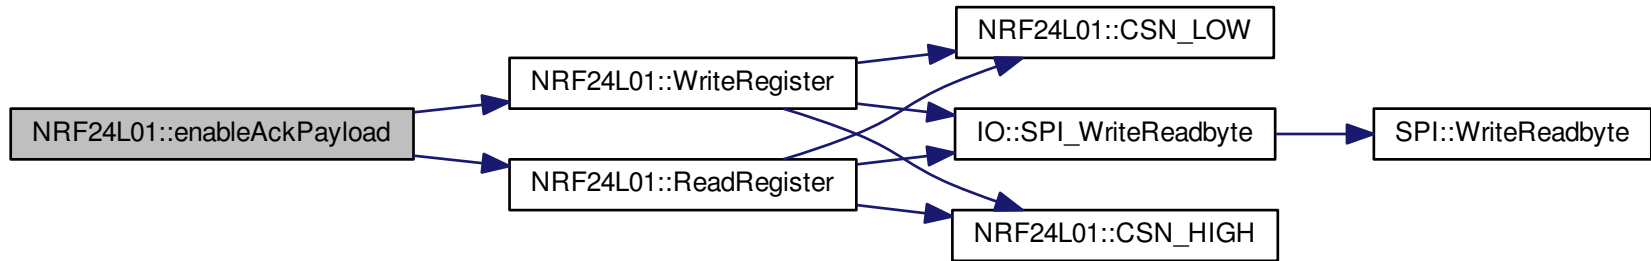 NRF24L01::enableAckPayload
NRF24L01::WriteRegister
NRF24L01::ReadRegister
NRF24L01::CSN_LOW
IO::SPI_WriteReadbyte
NRF24L01::CSN_HIGH
SPI::WriteReadbyte